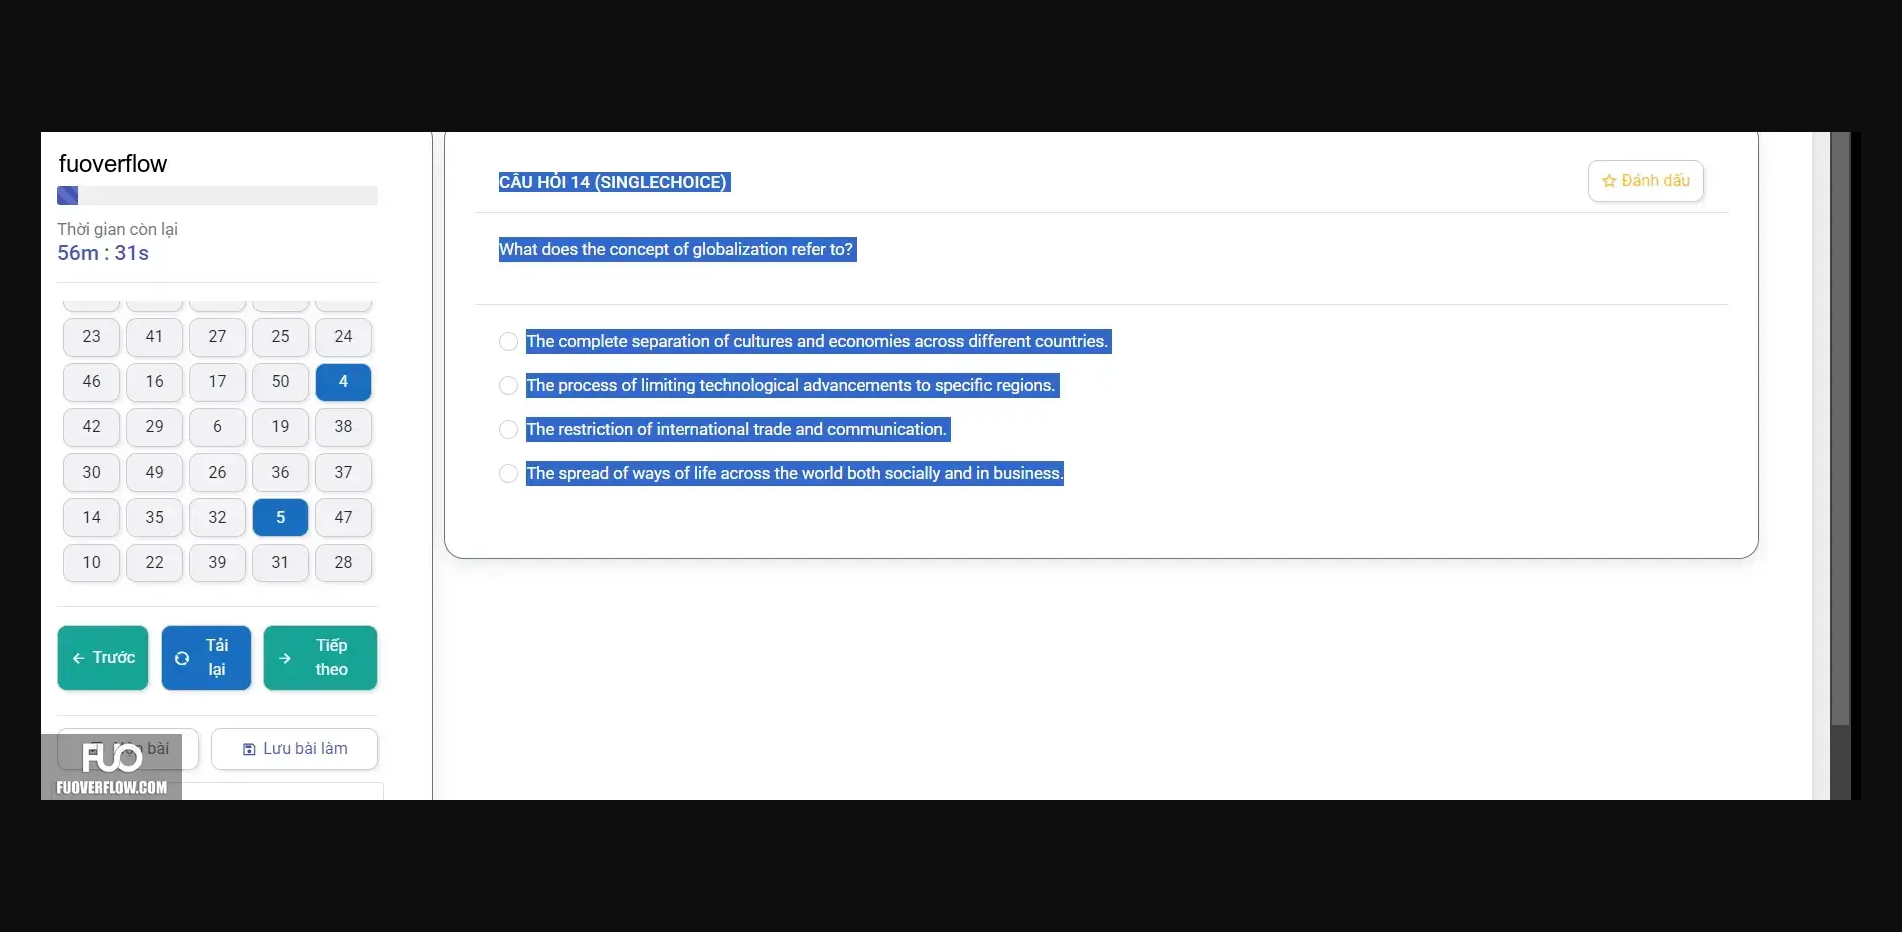 fuoverflow
Thời gian còn lại
56m : 31s
23 41 27 25 24
46 16 17 50 4
42 29 6 19 38
30 49 26 36 37
14 35 32 5 47
10 22 39 31 28
Trước
Tải lại
Tiếp theo
bài
Lưu bài làm
FUO
FUOVERFLOW.COM
CÂU HỎI 14 (SINGLECHOICE)
Đánh dấu
What does the concept of globalization refer to?
The complete separation of cultures and economies across different countries.
The process of limiting technological advancements to specific regions.
The restriction of international trade and communication.
The spread of ways of life across the world both socially and in business.